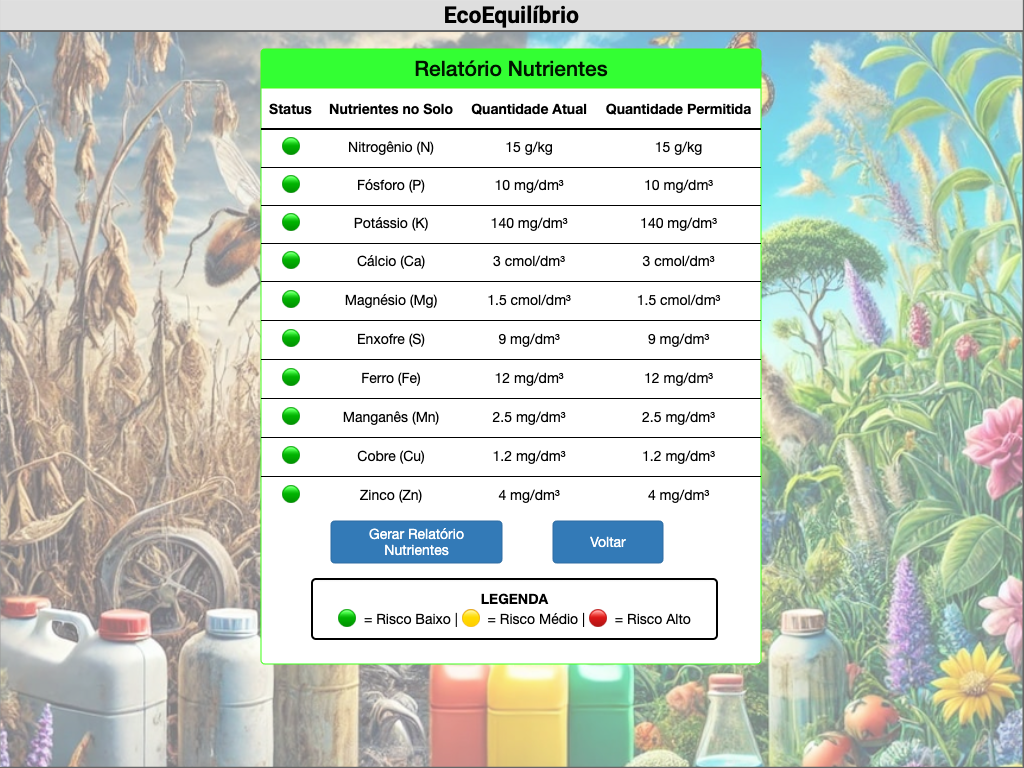 EcoEquilíbrio
Relatório Nutrientes
Status Nutrientes no Solo Quantidade Atual Quantidade Permitida
Nitrogênio (N) 15 g/kg 15 g/kg
Fósforo (P) 10 mg/dm³ 10 mg/dm³
Potássio (K) 140 mg/dm³ 140 mg/dm³
Cálcio (Ca) 3 cmol/dm³ 3 cmol/dm³
Magnésio (Mg) 1.5 cmol/dm³ 1.5 cmol/dm³
Enxofre (S) 9 mg/dm³ 9 mg/dm³
Ferro (Fe) 12 mg/dm³ 12 mg/dm³
Manganês (Mn) 2.5 mg/dm³ 2.5 mg/dm³
Cobre (Cu) 1.2 mg/dm³ 1.2 mg/dm³
Zinco (Zn) 4 mg/dm³ 4 mg/dm³
Gerar Relatório
Nutrientes
Voltar
LEGENDA
= Risco Baixo | = Risco Médio | = Risco Alto